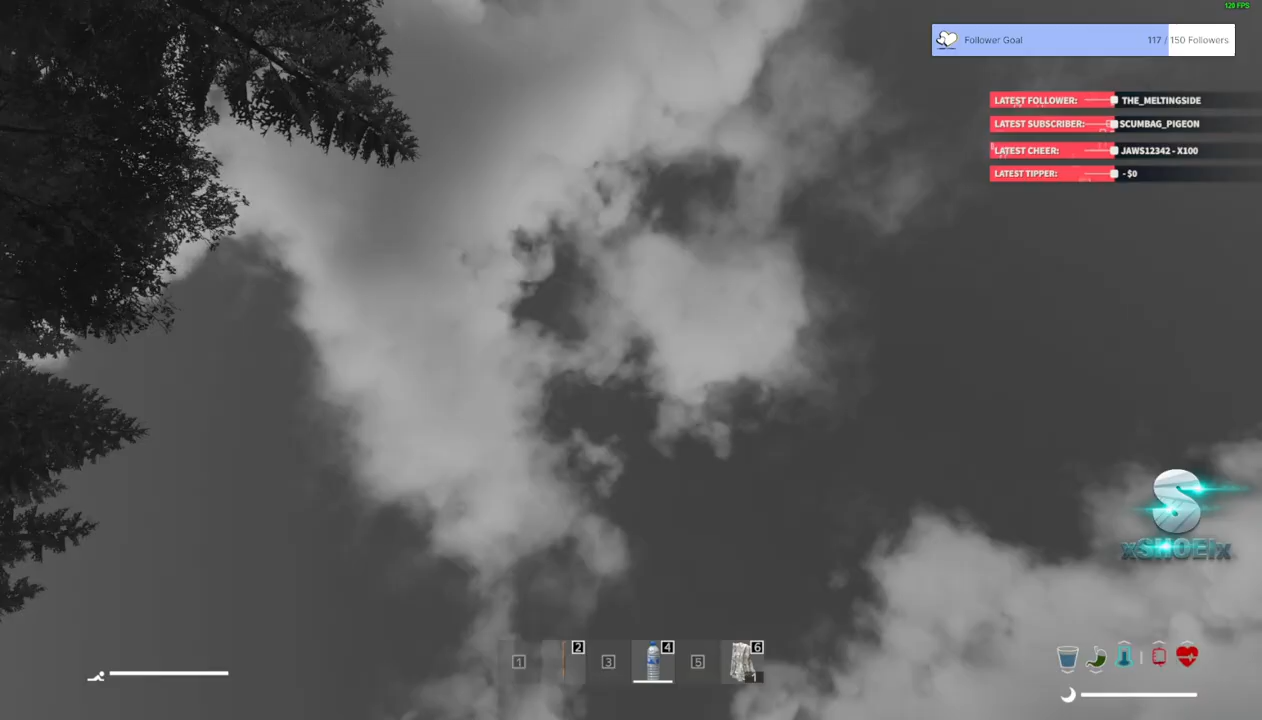 120 FPS
Follower Goal 117 / 150 Followers
LATEST FOLLOWER: THE_MELTINGSIDE
LATEST SUBSCRIBER: SCUMBAG_PIGEON
LATEST CHEER: JAWS12342 - X100
LATEST TIPPER: - $0
S
xSHOEIx
1 2 3 4 5 6
1